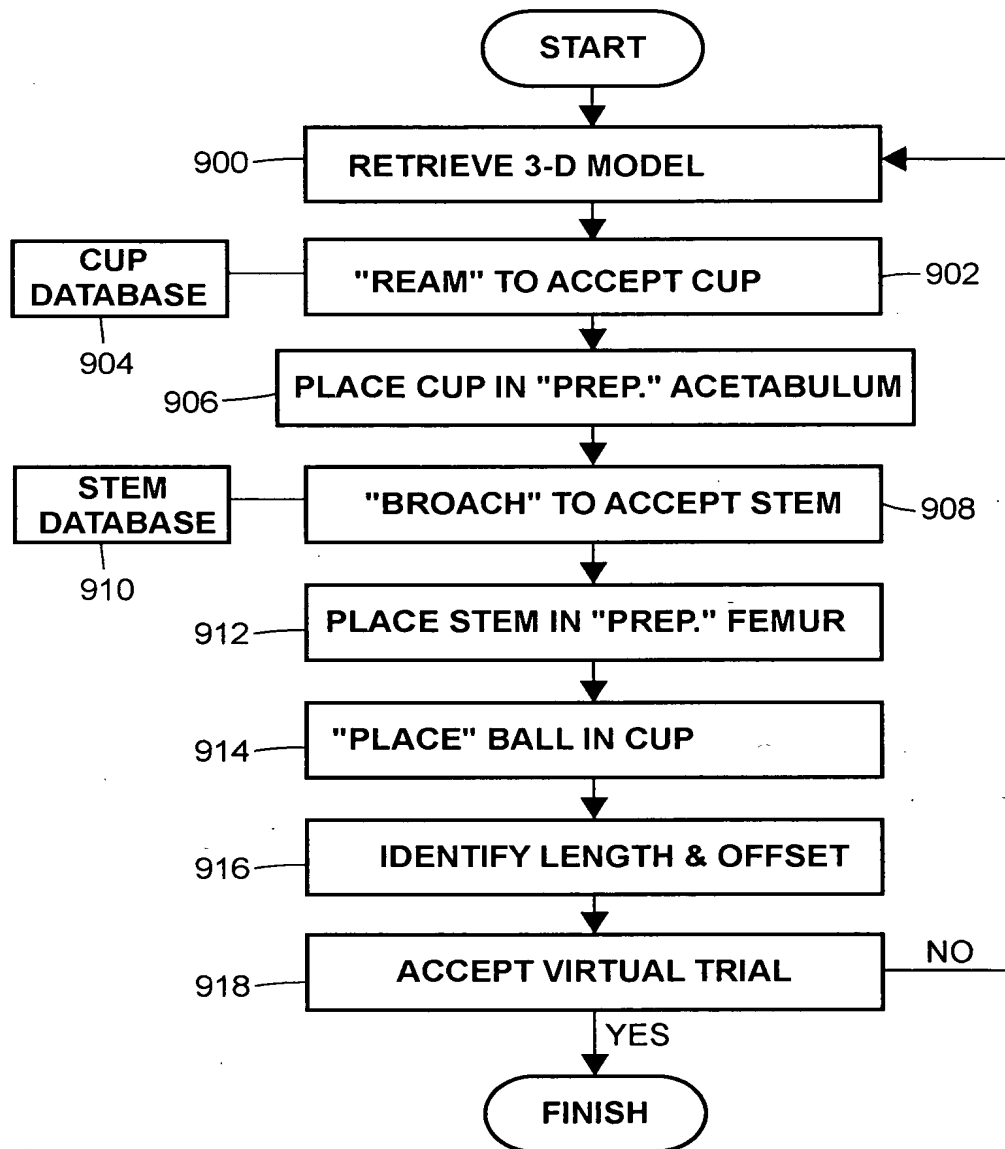 START
900
RETRIEVE 3-D MODEL
CUP
DATABASE
904
"REAM" TO ACCEPT CUP
902
906
PLACE CUP IN "PREP." ACETABULUM
STEM
DATABASE
910
"BROACH" TO ACCEPT STEM
908
912
PLACE STEM IN "PREP." FEMUR
914
"PLACE" BALL IN CUP
916
IDENTIFY LENGTH & OFFSET
918
ACCEPT VIRTUAL TRIAL
NO
YES
FINISH